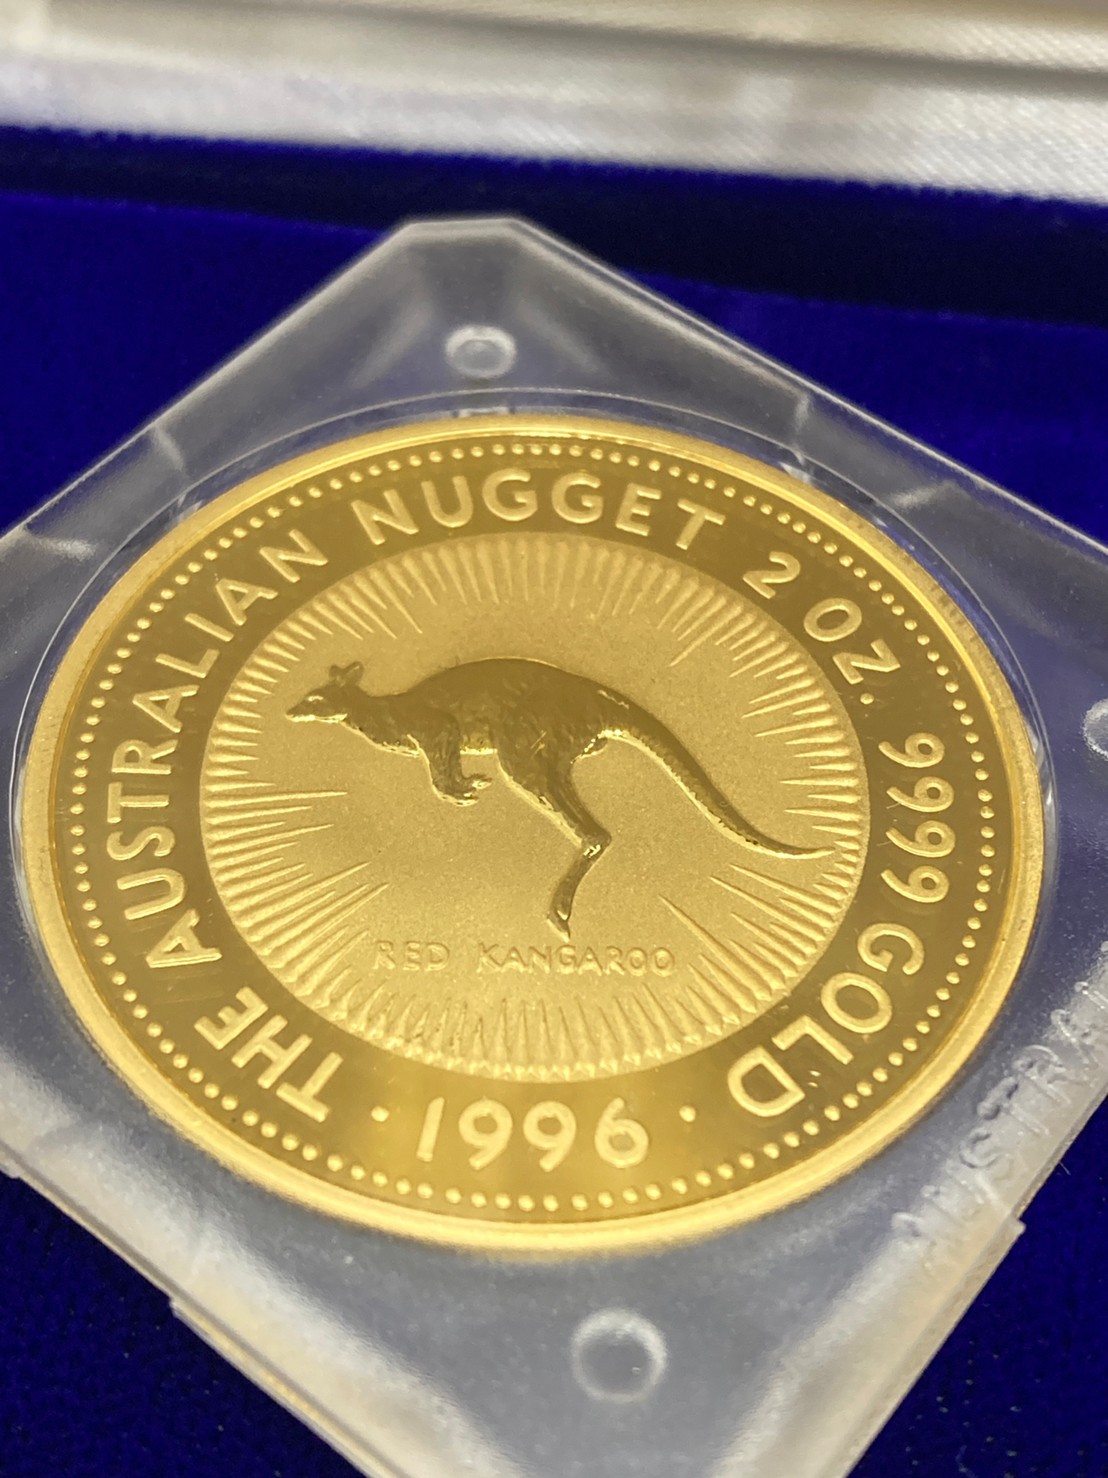 THE AUSTRALIAN NUGGET 2 OZ. 9999 GOLD
RED KANGAROO
· 1996 ·